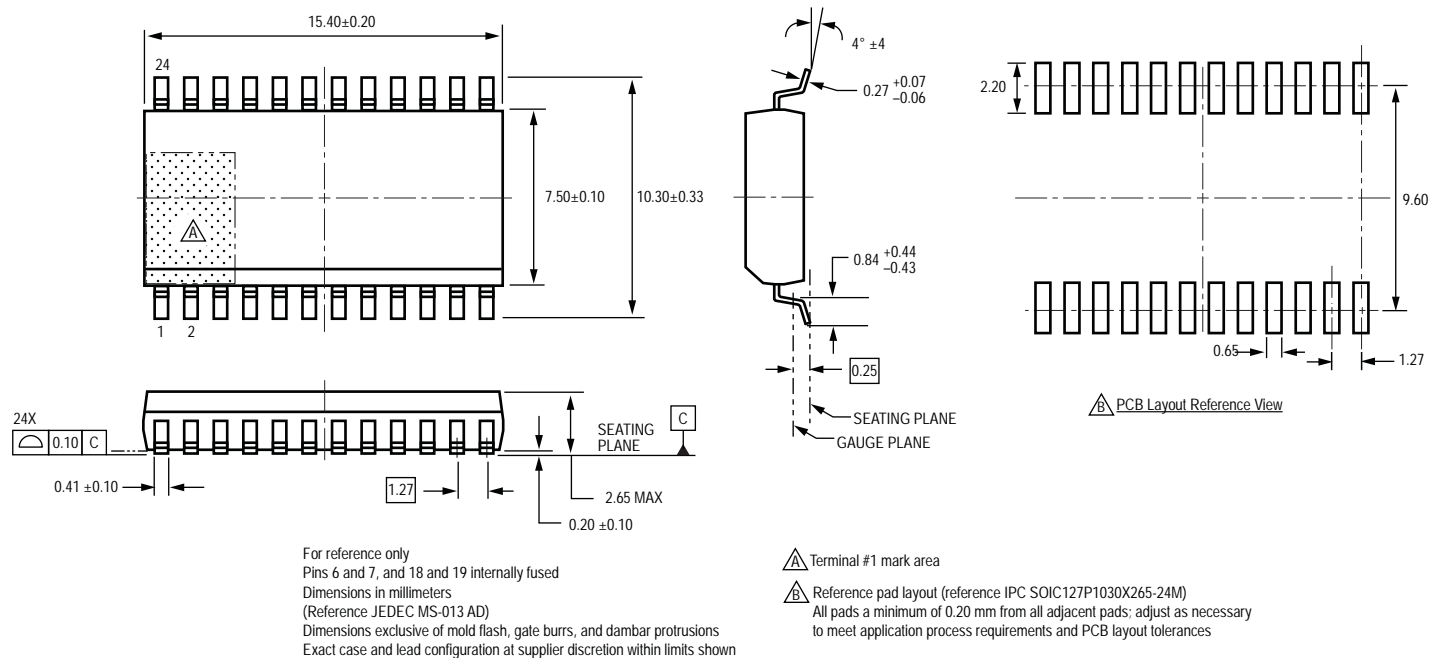 15.40±0.20
24
7.50±0.10
10.30±0.33
A
1 2
4° ±4
0.27 +0.07 –0.06
0.84 +0.44 –0.43
0.25
SEATING PLANE
GAUGE PLANE
2.20
9.60
0.65
1.27
B PCB Layout Reference View
24X
0.10 C
0.41 ±0.10
1.27
SEATING
PLANE
C
2.65 MAX
0.20 ±0.10
For reference only
Pins 6 and 7, and 18 and 19 internally fused
Dimensions in millimeters
(Reference JEDEC MS-013 AD)
Dimensions exclusive of mold flash, gate burrs, and dambar protrusions
Exact case and lead configuration at supplier discretion within limits shown
A Terminal #1 mark area
B Reference pad layout (reference IPC SOIC127P1030X265-24M)
All pads a minimum of 0.20 mm from all adjacent pads; adjust as necessary
to meet application process requirements and PCB layout tolerances